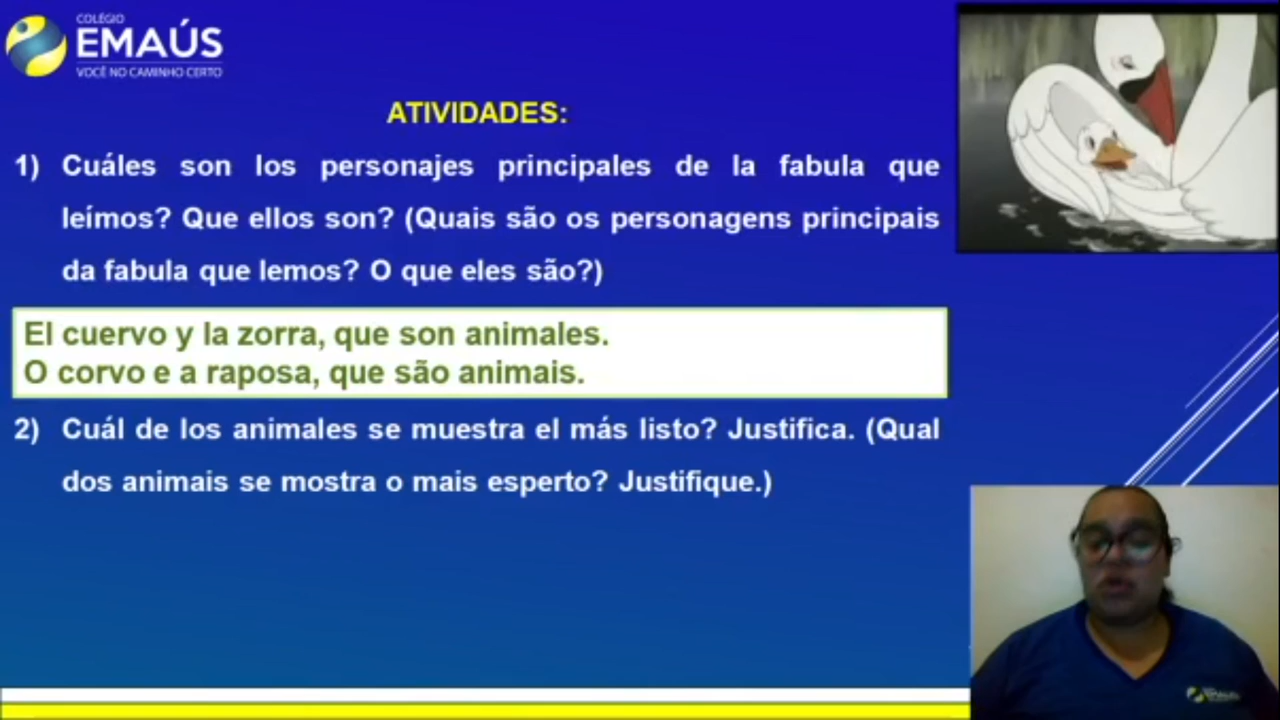 COLÉGIO
EMAÚS
VOCÊ NO CAMINHO CERTO
ATIVIDADES:
1) Cuáles son los personajes principales de la fabula que
leímos? Que ellos son? (Quais são os personagens principais
da fabula que lemos? O que eles são?)
El cuervo y la zorra, que son animales.
O corvo e a raposa, que são animais.
2) Cuál de los animales se muestra el más listo? Justifica. (Qual
dos animais se mostra o mais esperto? Justifique.)
EMAÚS